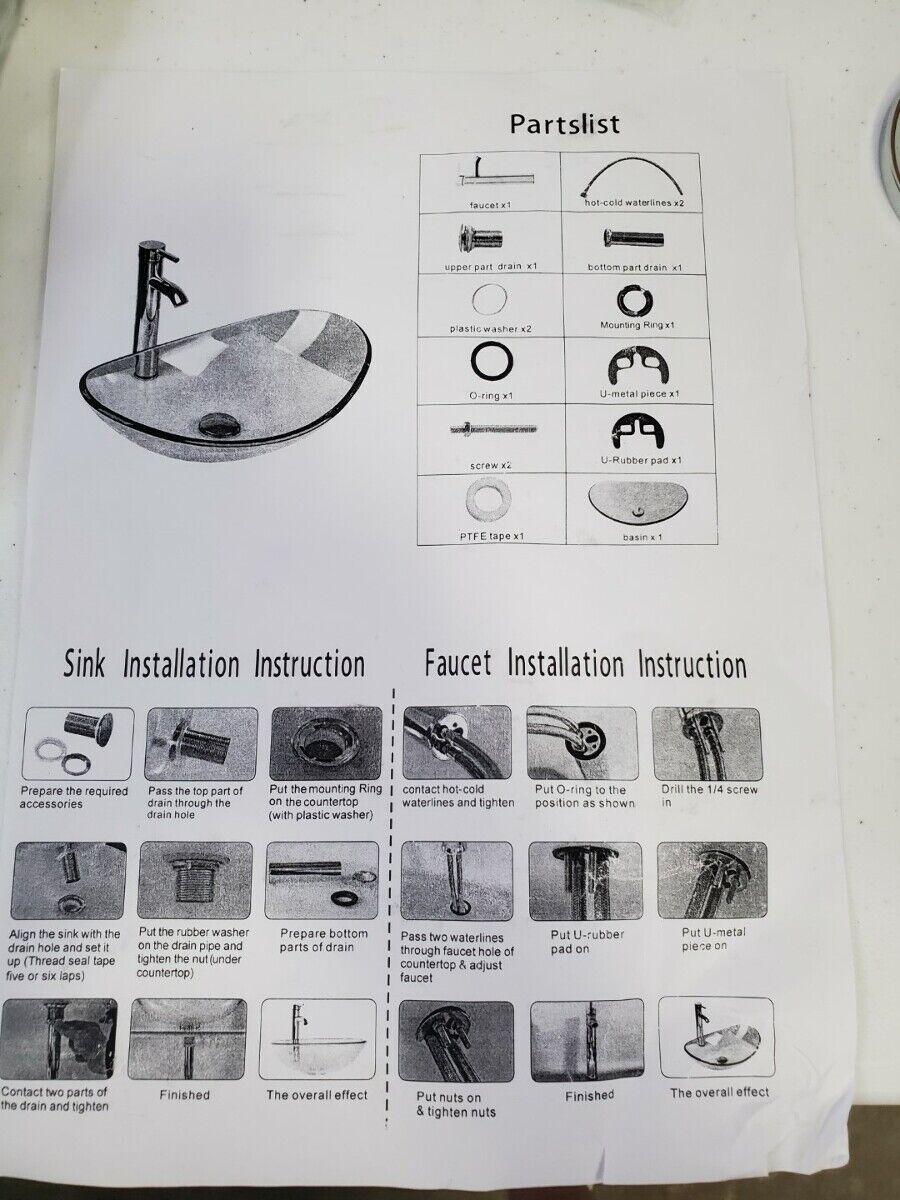 Partslist
faucet x1
hot-cold waterlines x2
upper part drain x1
bottom part drain x1
plastic washer x2
Mounting Ring x1
O-ring x1
U-metal piece x1
screw x2
U-Rubber pad x1
PTFE tape x1
basin x 1
Sink Installation Instruction
Prepare the required
accessories
Pass the top part of
drain through the
drain hole
Put the mounting Ring
on the countertop
(with plastic washer)
Align the sink with the
drain hole and set it
up (Thread seal tape
five or six laps)
Put the rubber washer
on the drain pipe and
tighten the nut (under
countertop)
Prepare bottom
parts of drain
Contact two parts of
the drain and tighten
Finished
The overall effect
Faucet Installation Instruction
contact hot-cold
waterlines and tighten
Put O-ring to the
position as shown
Drill the 1/4 screw
in
Pass two waterlines
through faucet hole of
countertop & adjust
faucet
Put U-rubber
pad on
Put U-metal
piece on
Put nuts on
& tighten nuts
Finished
The overall effect